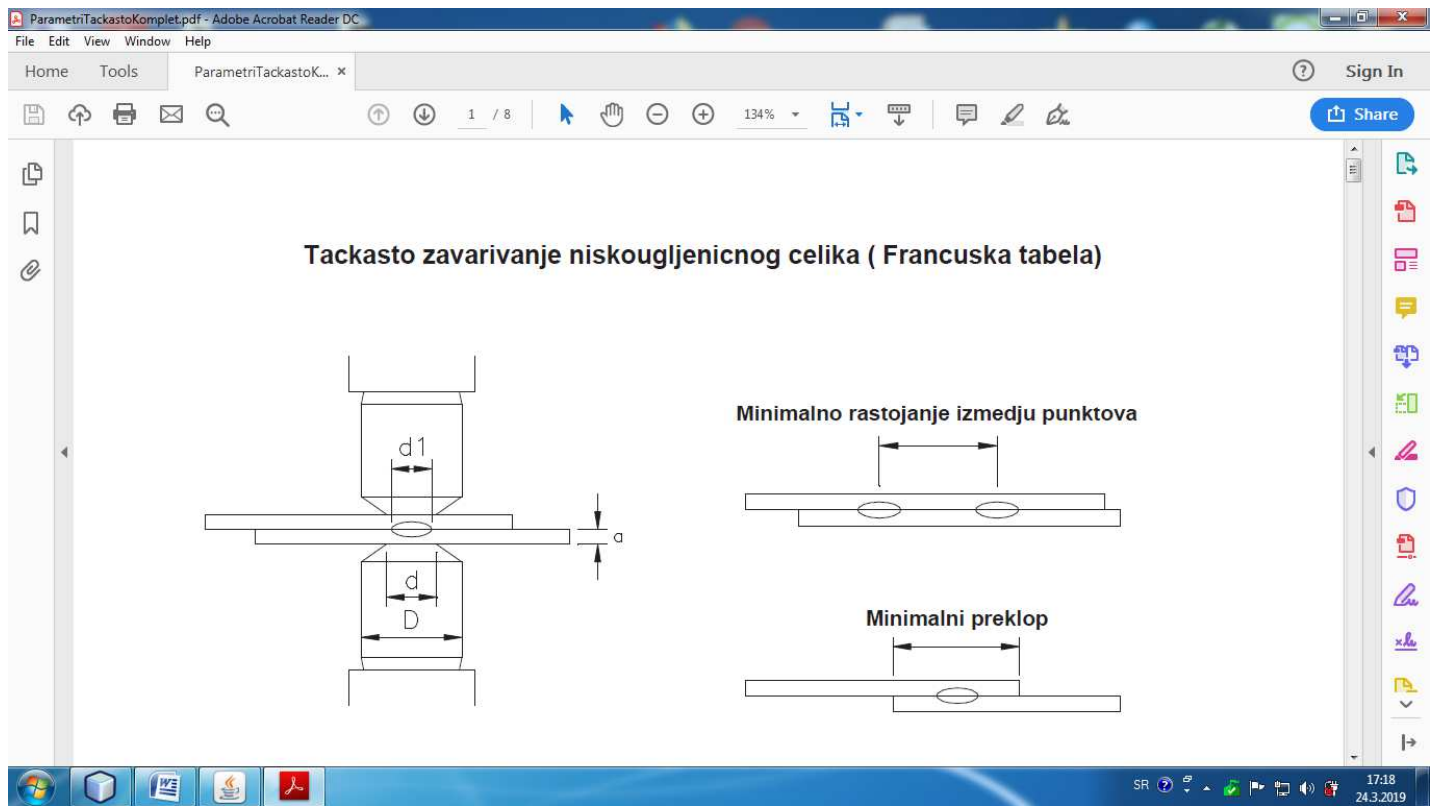 ParametriTackastoKomplet.pdf - Adobe Acrobat Reader DC
File Edit View Window Help
Home Tools ParametriTackastoK... ×
? Sign In
1 / 8 134% Share
Tackasto zavarivanje niskougljenicnog celika ( Francuska tabela)
Minimalno rastojanje izmedju punktova
d1
a
d
D
Minimalni preklop
SR 17:18
24.3.2019